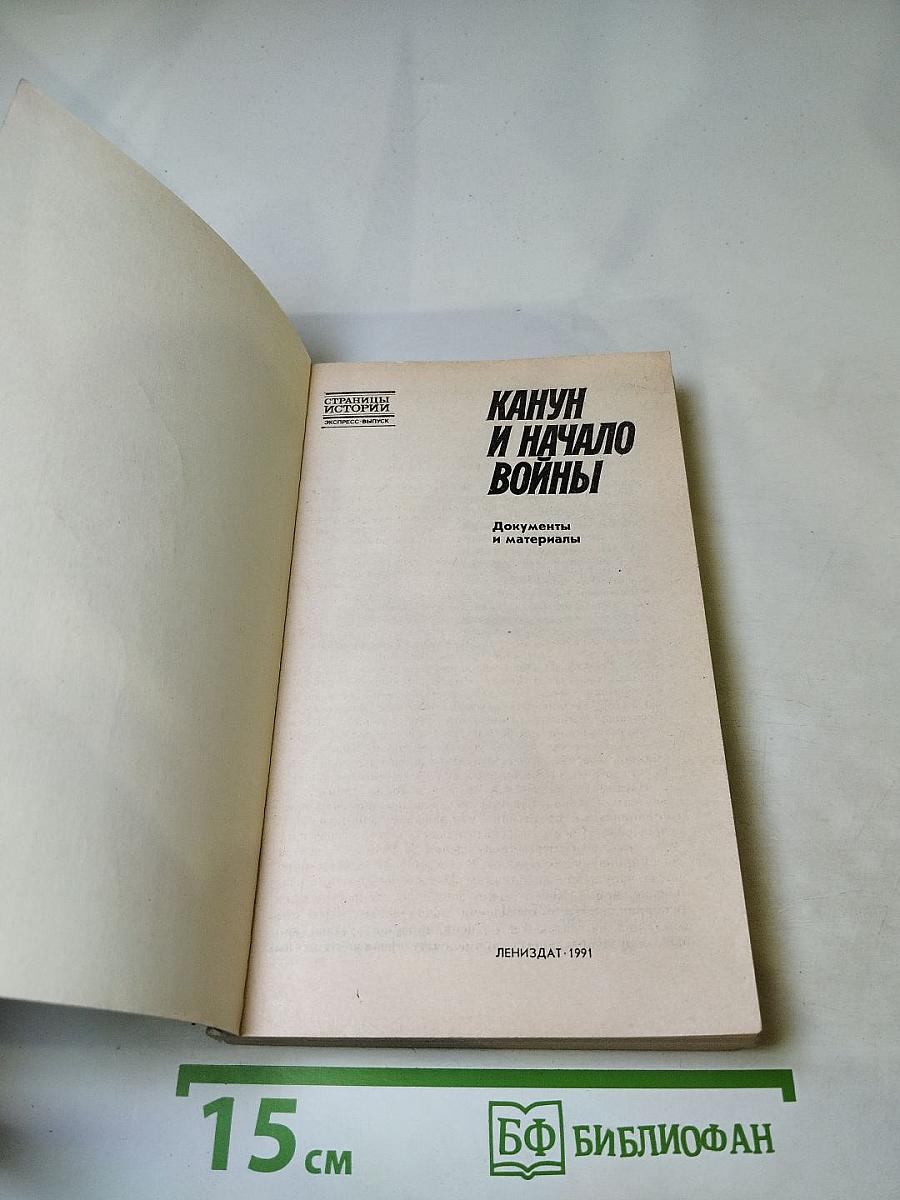 СТРАНИЦЫ
ИСТОРИИ
ЭКСПРЕСС-ВЫПУСК
КАНУН
И НАЧАЛО
ВОЙНЫ
Документы
и материалы
ЛЕНИЗДАТ·1991
15 см
БФ БИБЛИОФАН